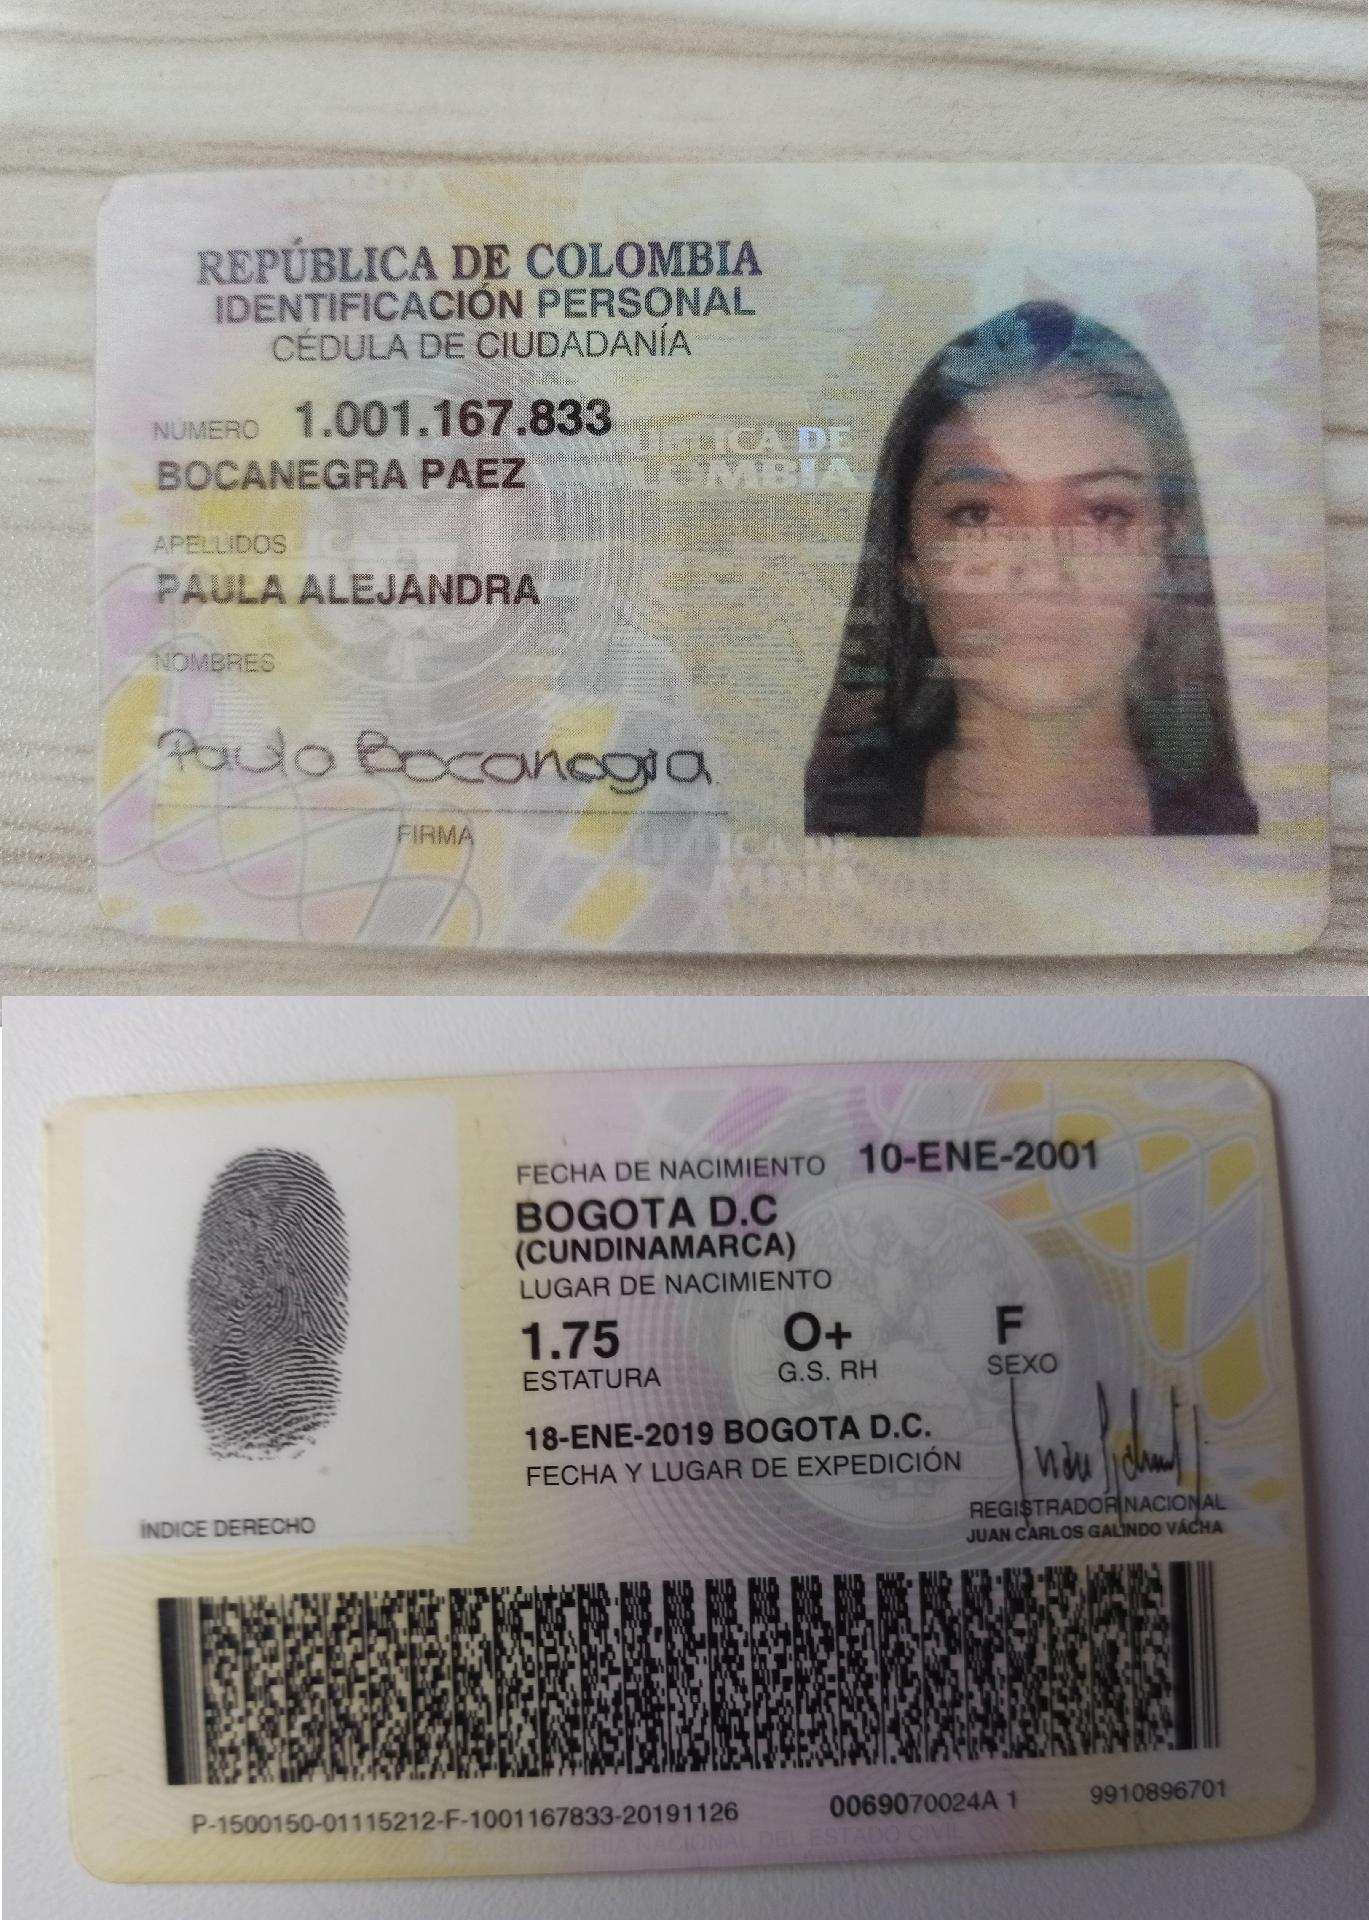 REPÚBLICA DE COLOMBIA
IDENTIFICACIÓN PERSONAL
CÉDULA DE CIUDADANÍA
NÚMERO 1.001.167.833
BOCANEGRA PAEZ
APELLIDOS
PAULA ALEJANDRA
NOMBRES
Paula Bocanegra
FIRMA
FECHA DE NACIMIENTO 10-ENE-2001
BOGOTA D.C
(CUNDINAMARCA)
LUGAR DE NACIMIENTO
1.75 O+ F
ESTATURA G.S. RH SEXO
18-ENE-2019 BOGOTA D.C.
FECHA Y LUGAR DE EXPEDICIÓN
REGISTRADOR NACIONAL
JUAN CARLOS GALINDO VÁCHA
ÍNDICE DERECHO
P-1500150-01115212-F-1001167833-20191126 0069070024A 1 9910896701
NACIONAL DEL ESTADO CIVIL